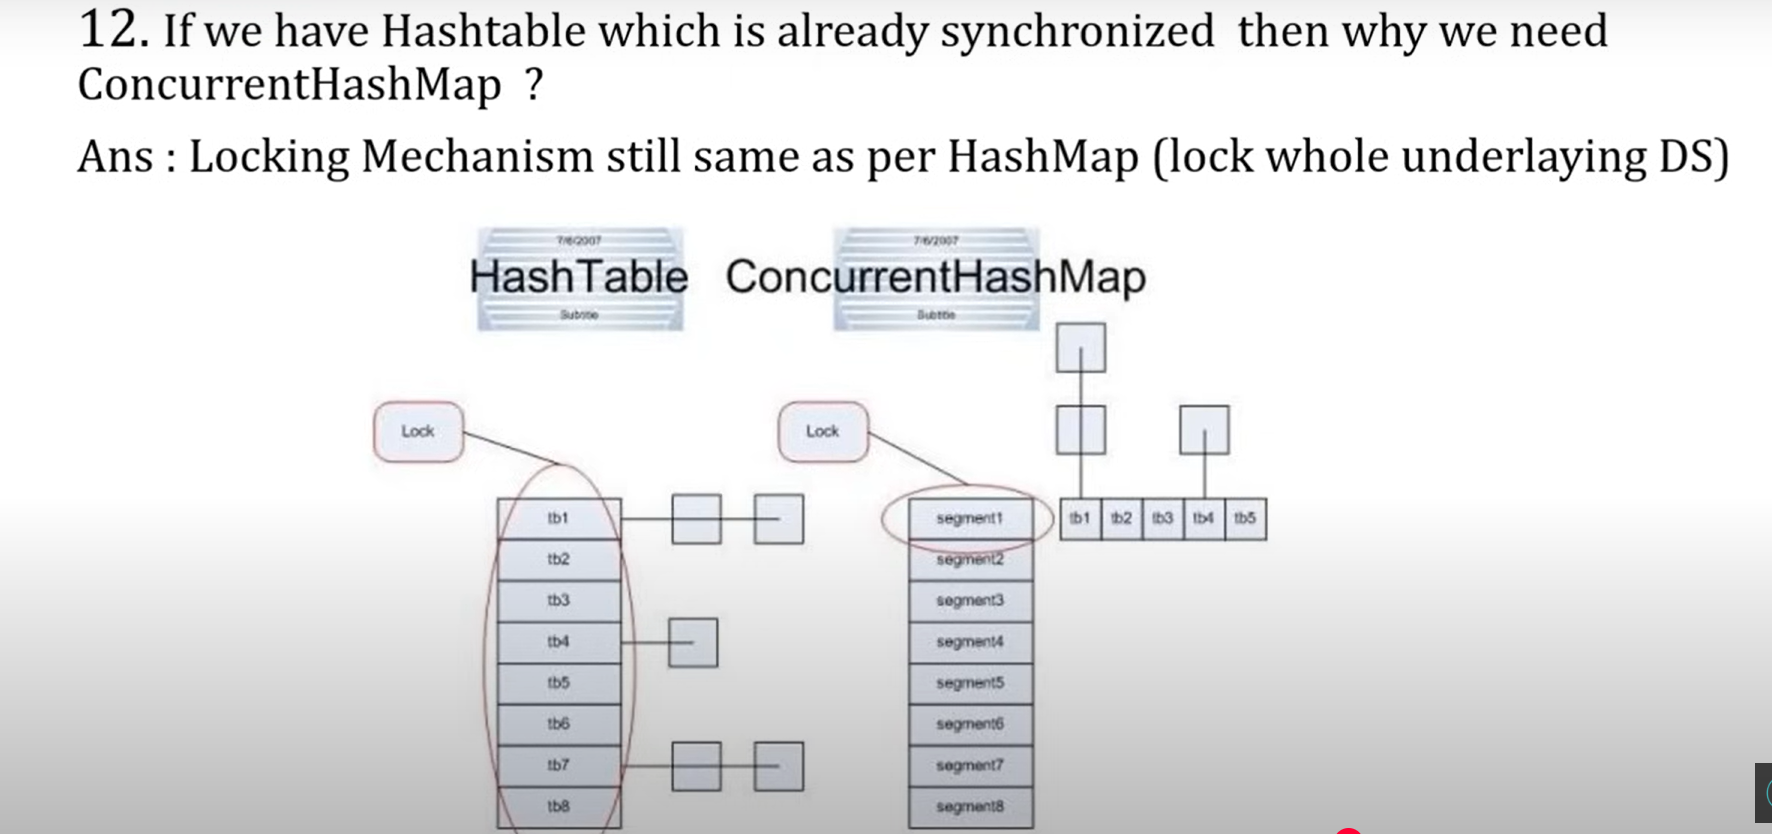 12. If we have Hashtable which is already synchronized then why we need
ConcurrentHashMap ?
Ans : Locking Mechanism still same as per HashMap (lock whole underlaying DS)
7/6/2007
HashTable
Subtitle
7/6/2007
ConcurrentHashMap
Subtitle
Lock
tb1
tb2
tb3
tb4
tb5
tb6
tb7
tb8
Lock
segment1
segment2
segment3
segment4
segment5
segment6
segment7
segment8
tb1 tb2 tb3 tb4 tb5